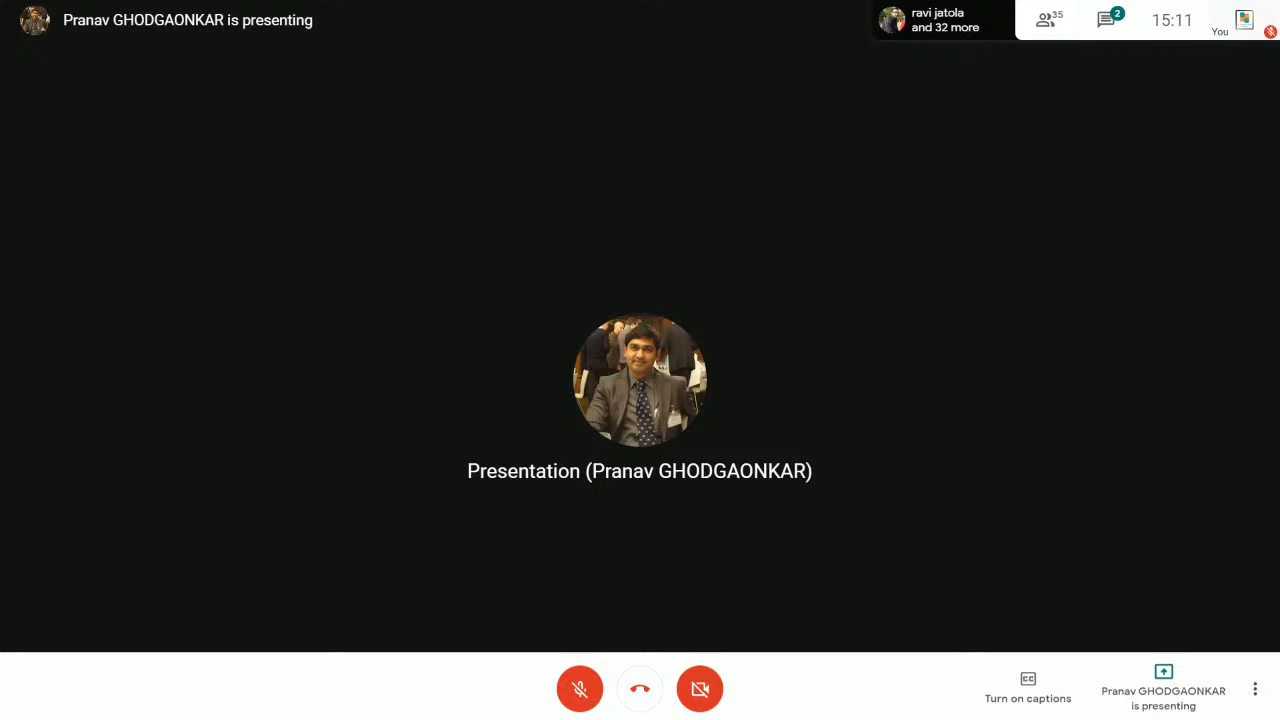 Pranav GHODGAONKAR is presenting
ravi jatola
and 32 more
35
2
15:11
You
Presentation (Pranav GHODGAONKAR)
CC
Turn on captions
Pranav GHODGAONKAR
is presenting